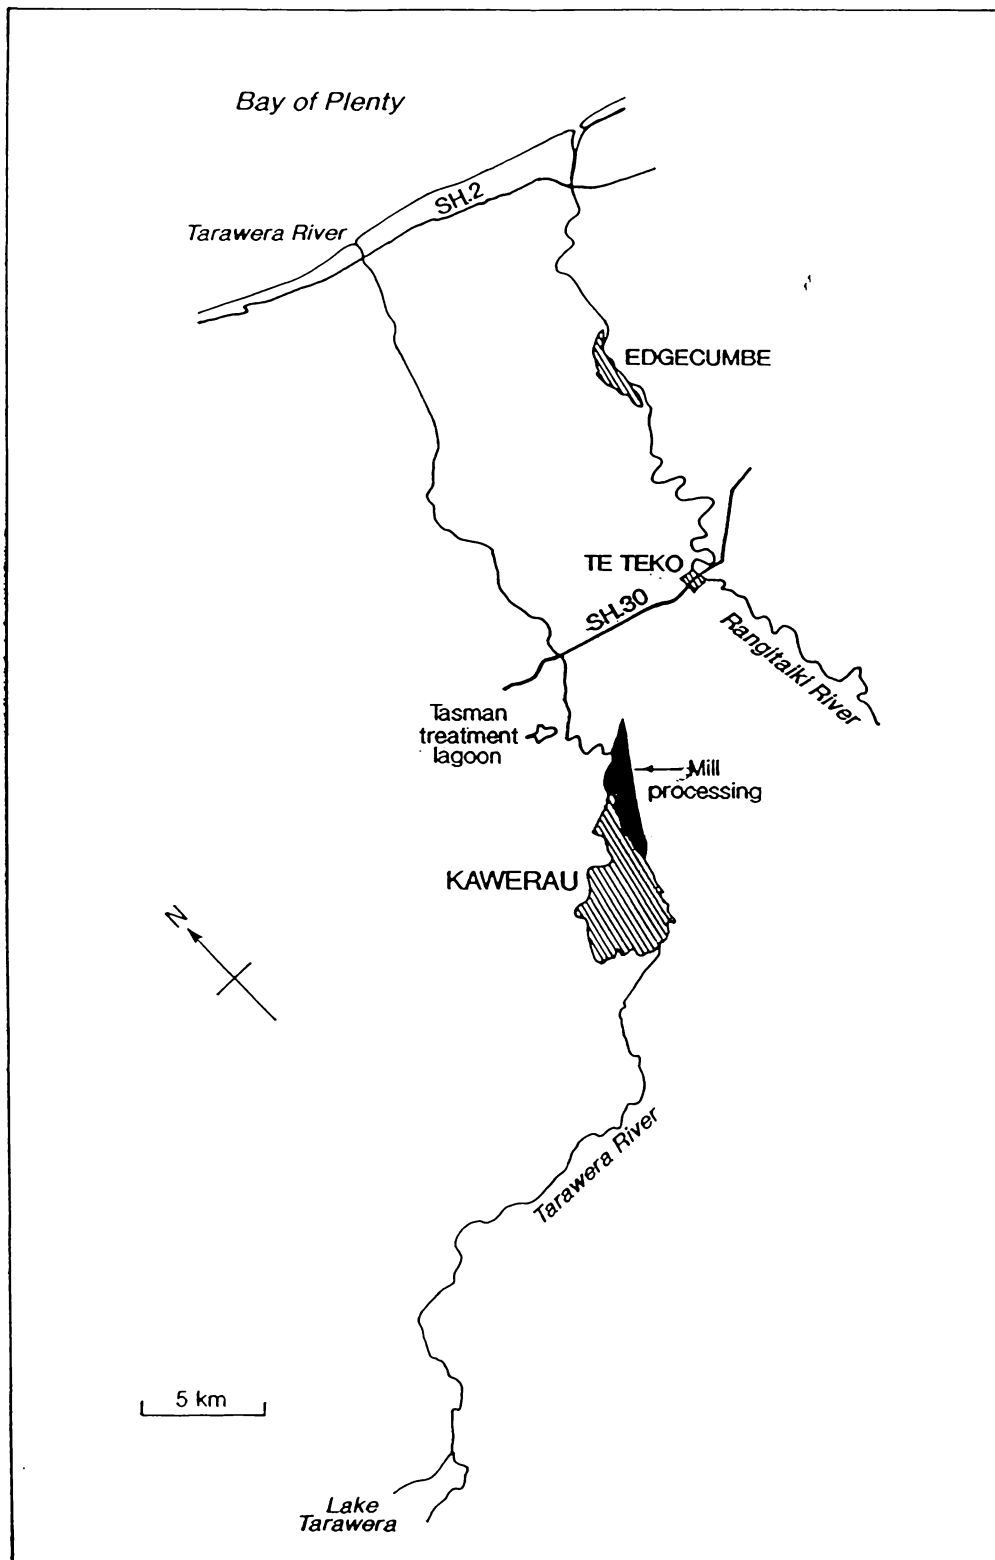 Bay of Plenty
SH.2
Tarawera River
EDGECUMBE
TE TEKO
SH.30
Rangitaiki River
Tasman
treatment
lagoon
Mill
processing
KAWERAU
N
Tarawera River
5 km
Lake
Tarawera